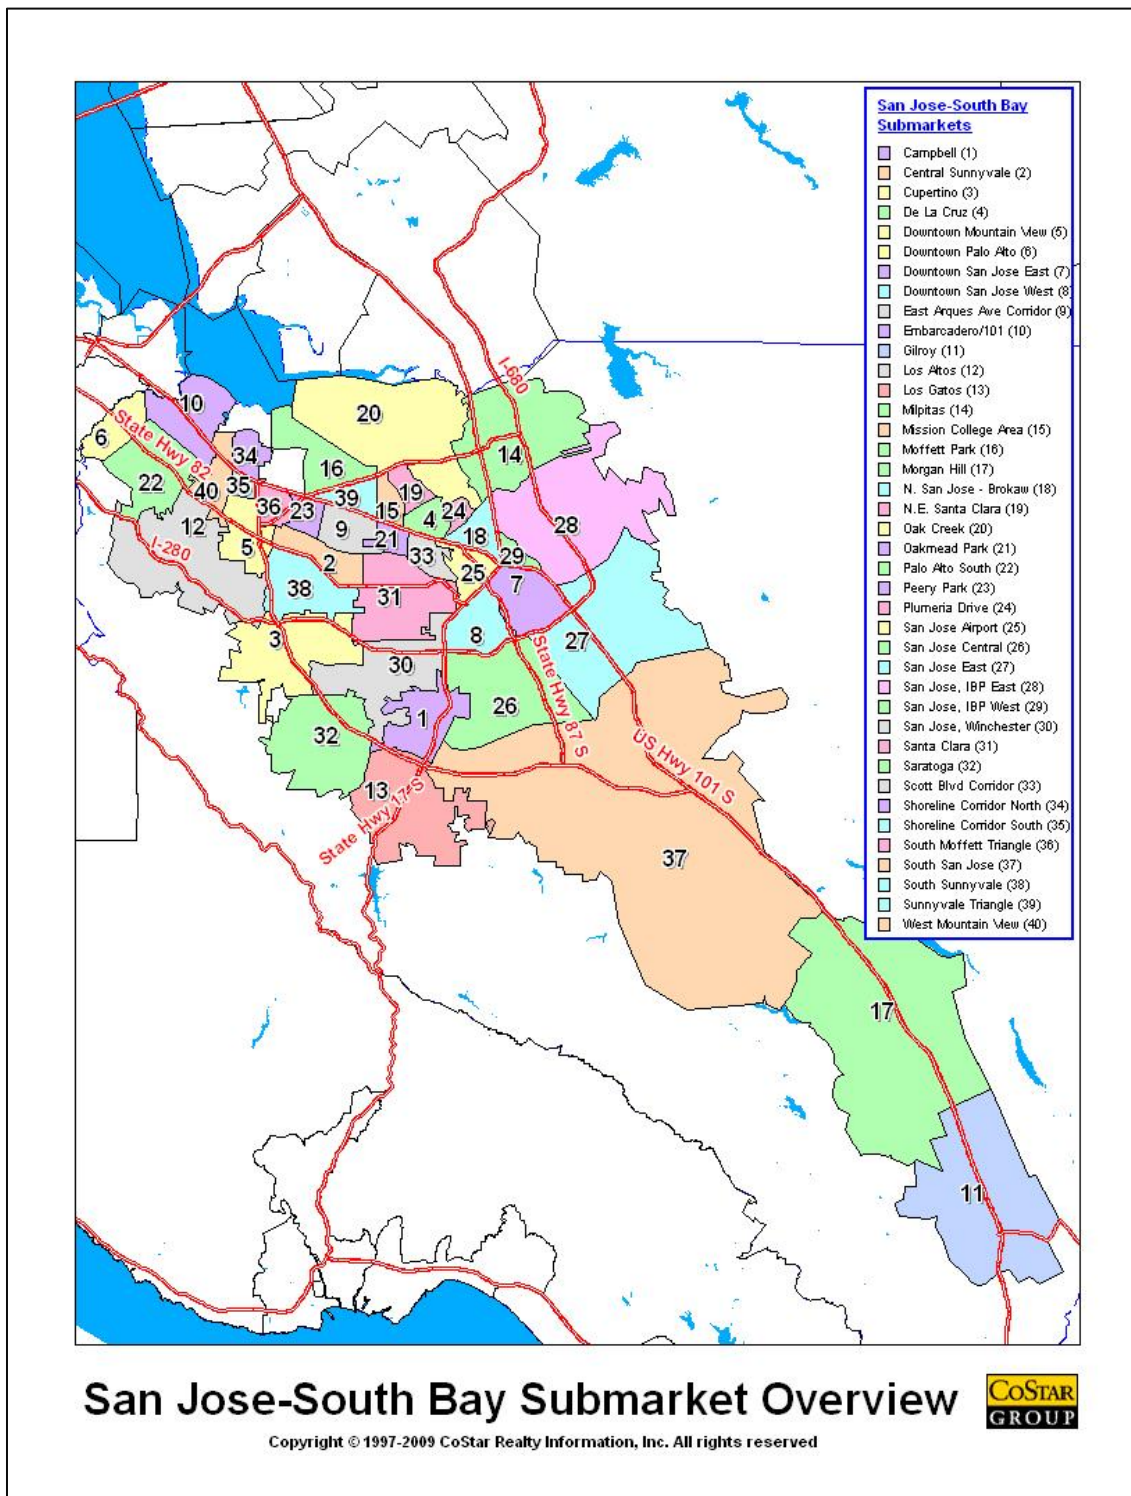 San Jose-South Bay
Submarkets
Campbell (1)
Central Sunnyvale (2)
Cupertino (3)
De La Cruz (4)
Downtown Mountain View (5)
Downtown Palo Alto (6)
Downtown San Jose East (7)
Downtown San Jose West (8)
East Arques Ave Corridor (9)
Embarcadero/101 (10)
Gilroy (11)
Los Altos (12)
Los Gatos (13)
Milpitas (14)
Mission College Area (15)
Moffett Park (16)
Morgan Hill (17)
N. San Jose - Brokaw (18)
N.E. Santa Clara (19)
Oak Creek (20)
Oakmead Park (21)
Palo Alto South (22)
Peery Park (23)
Plumeria Drive (24)
San Jose Airport (25)
San Jose Central (26)
San Jose East (27)
San Jose, IBP East (28)
San Jose, IBP West (29)
San Jose, Winchester (30)
Santa Clara (31)
Saratoga (32)
Scott Blvd Corridor (33)
Shoreline Corridor North (34)
Shoreline Corridor South (35)
South Moffett Triangle (36)
South San Jose (37)
South Sunnyvale (38)
Sunnyvale Triangle (39)
West Mountain View (40)
I-680
10
20
6
State Hwy 82
34
14
16
22
40
35
39
19
36
23
15
4
24
12
9
21
18
28
I-280
5
33
29
2
25
7
38
31
3
8
27
30
State Hwy 87 S
1
26
32
US Hwy 101 S
13
State Hwy 17 S
37
17
11
San Jose-South Bay Submarket Overview
COSTAR
GROUP
Copyright © 1997-2009 CoStar Realty Information, Inc. All rights reserved